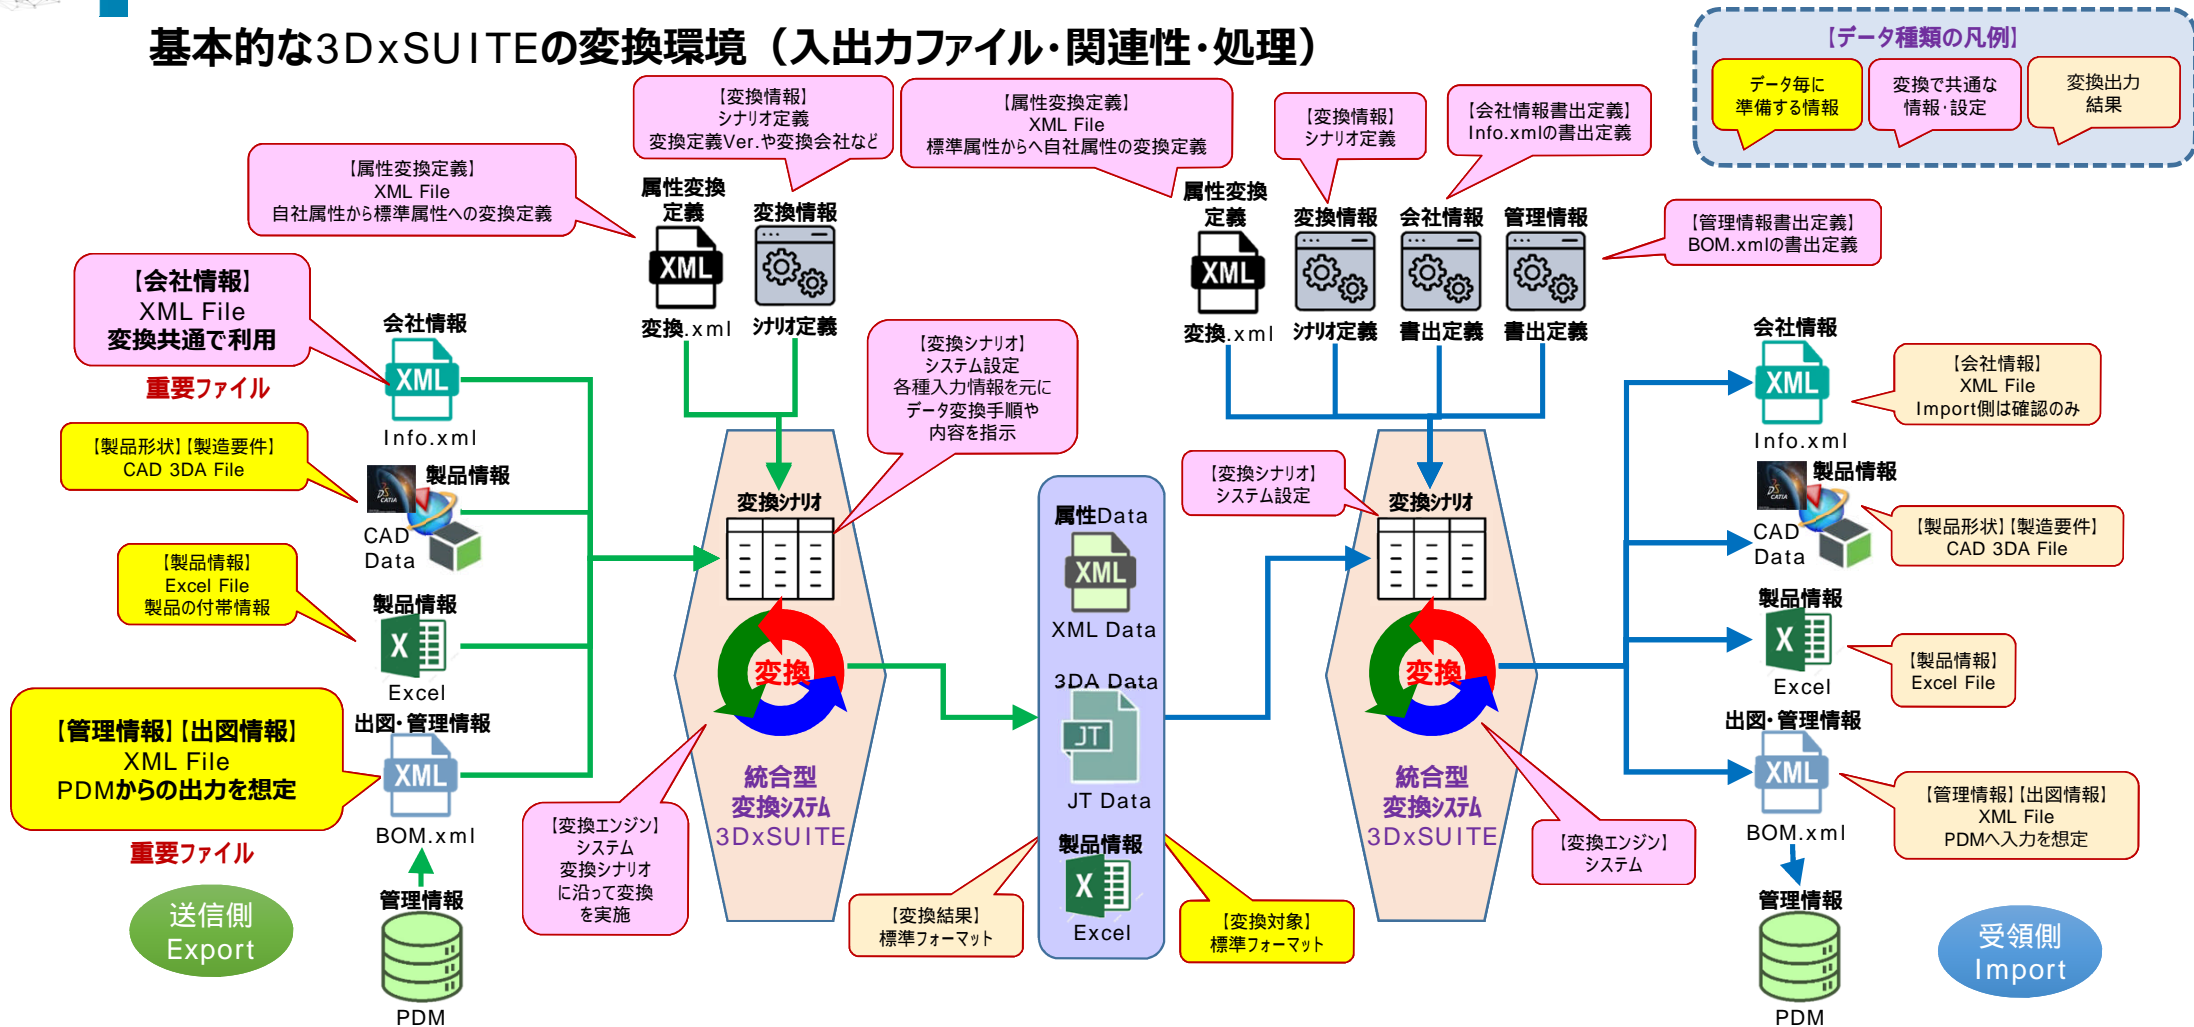 基本的な3DxSUITEの変換環境（入出力ファイル・関連性・処理）
【データ種類の凡例】
データ毎に
準備する情報
変換で共通な
情報・設定
変換出力
結果
【変換情報】
シナリオ定義
変換定義Ver.や変換会社など
【属性変換定義】
XML File
標準属性からへ自社属性の変換定義
【変換情報】
シナリオ定義
【会社情報書出定義】
Info.xmlの書出定義
【属性変換定義】
XML File
自社属性から標準属性への変換定義
【管理情報書出定義】
BOM.xmlの書出定義
属性変換
定義
XML
変換.xml
変換情報
シナリオ定義
属性変換
定義
XML
変換.xml
変換情報
シナリオ定義
会社情報
書出定義
管理情報
書出定義
【会社情報】
XML File
変換共通で利用
重要ファイル
会社情報
XML
Info.xml
【製品形状】【製造要件】
CAD 3DA File
製品情報
DS
CATIA
CAD
Data
【製品情報】
Excel File
製品の付帯情報
製品情報
X
Excel
【管理情報】【出図情報】
XML File
PDMからの出力を想定
重要ファイル
出図・管理情報
XML
BOM.xml
管理情報
PDM
送信側
Export
【変換シナリオ】
システム設定
各種入力情報を元に
データ変換手順や
内容を指示
変換シナリオ
変換
統合型
変換システム
3DxSUITE
【変換エンジン】
システム
変換シナリオ
に沿って変換
を実施
属性Data
XML
XML Data
3DA Data
JT
JT Data
製品情報
X
Excel
【変換結果】
標準フォーマット
【変換対象】
標準フォーマット
【変換シナリオ】
システム設定
変換シナリオ
変換
統合型
変換システム
3DxSUITE
【変換エンジン】
システム
会社情報
XML
Info.xml
【会社情報】
XML File
Import側は確認のみ
製品情報
DS
CATIA
CAD
Data
【製品形状】【製造要件】
CAD 3DA File
製品情報
X
Excel
【製品情報】
Excel File
出図・管理情報
XML
BOM.xml
【管理情報】【出図情報】
XML File
PDMへ入力を想定
管理情報
PDM
受領側
Import